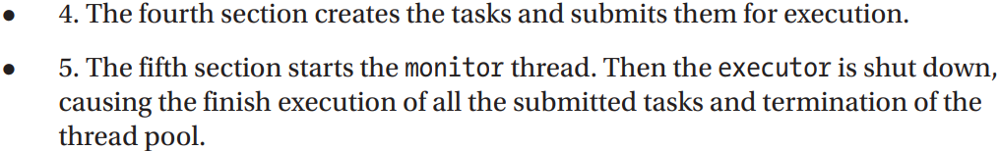 • 4. The fourth section creates the tasks and submits them for execution.
• 5. The fifth section starts the monitor thread. Then the executor is shut down,
causing the finish execution of all the submitted tasks and termination of the
thread pool.